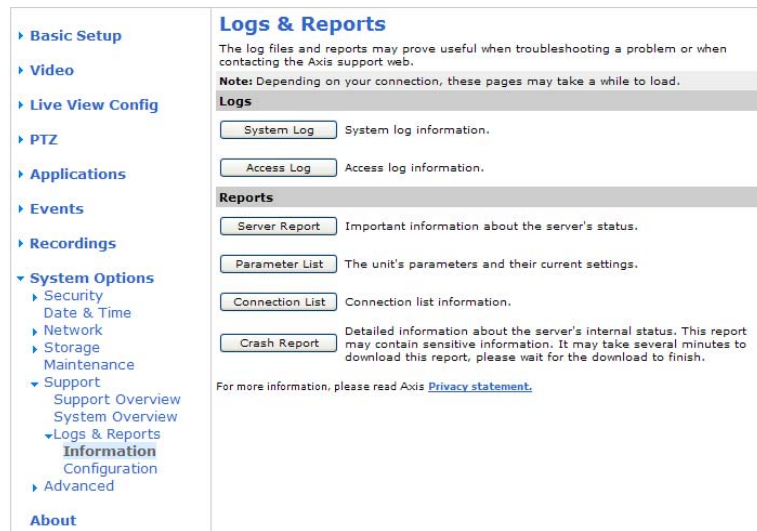 Basic Setup
Video
Live View Config
PTZ
Applications
Events
Recordings
System Options
Security
Date & Time
Network
Storage
Maintenance
Support
Support Overview
System Overview
Logs & Reports
Information
Configuration
Advanced
About
Logs & Reports
The log files and reports may prove useful when troubleshooting a problem or when
contacting the Axis support web.
Note: Depending on your connection, these pages may take a while to load.
Logs
System Log System log information.
Access Log Access log information.
Reports
Server Report Important information about the server's status.
Parameter List The unit's parameters and their current settings.
Connection List Connection list information.
Crash Report Detailed information about the server's internal status. This report
may contain sensitive information. It may take several minutes to
download this report, please wait for the download to finish.
For more information, please read Axis Privacy statement.